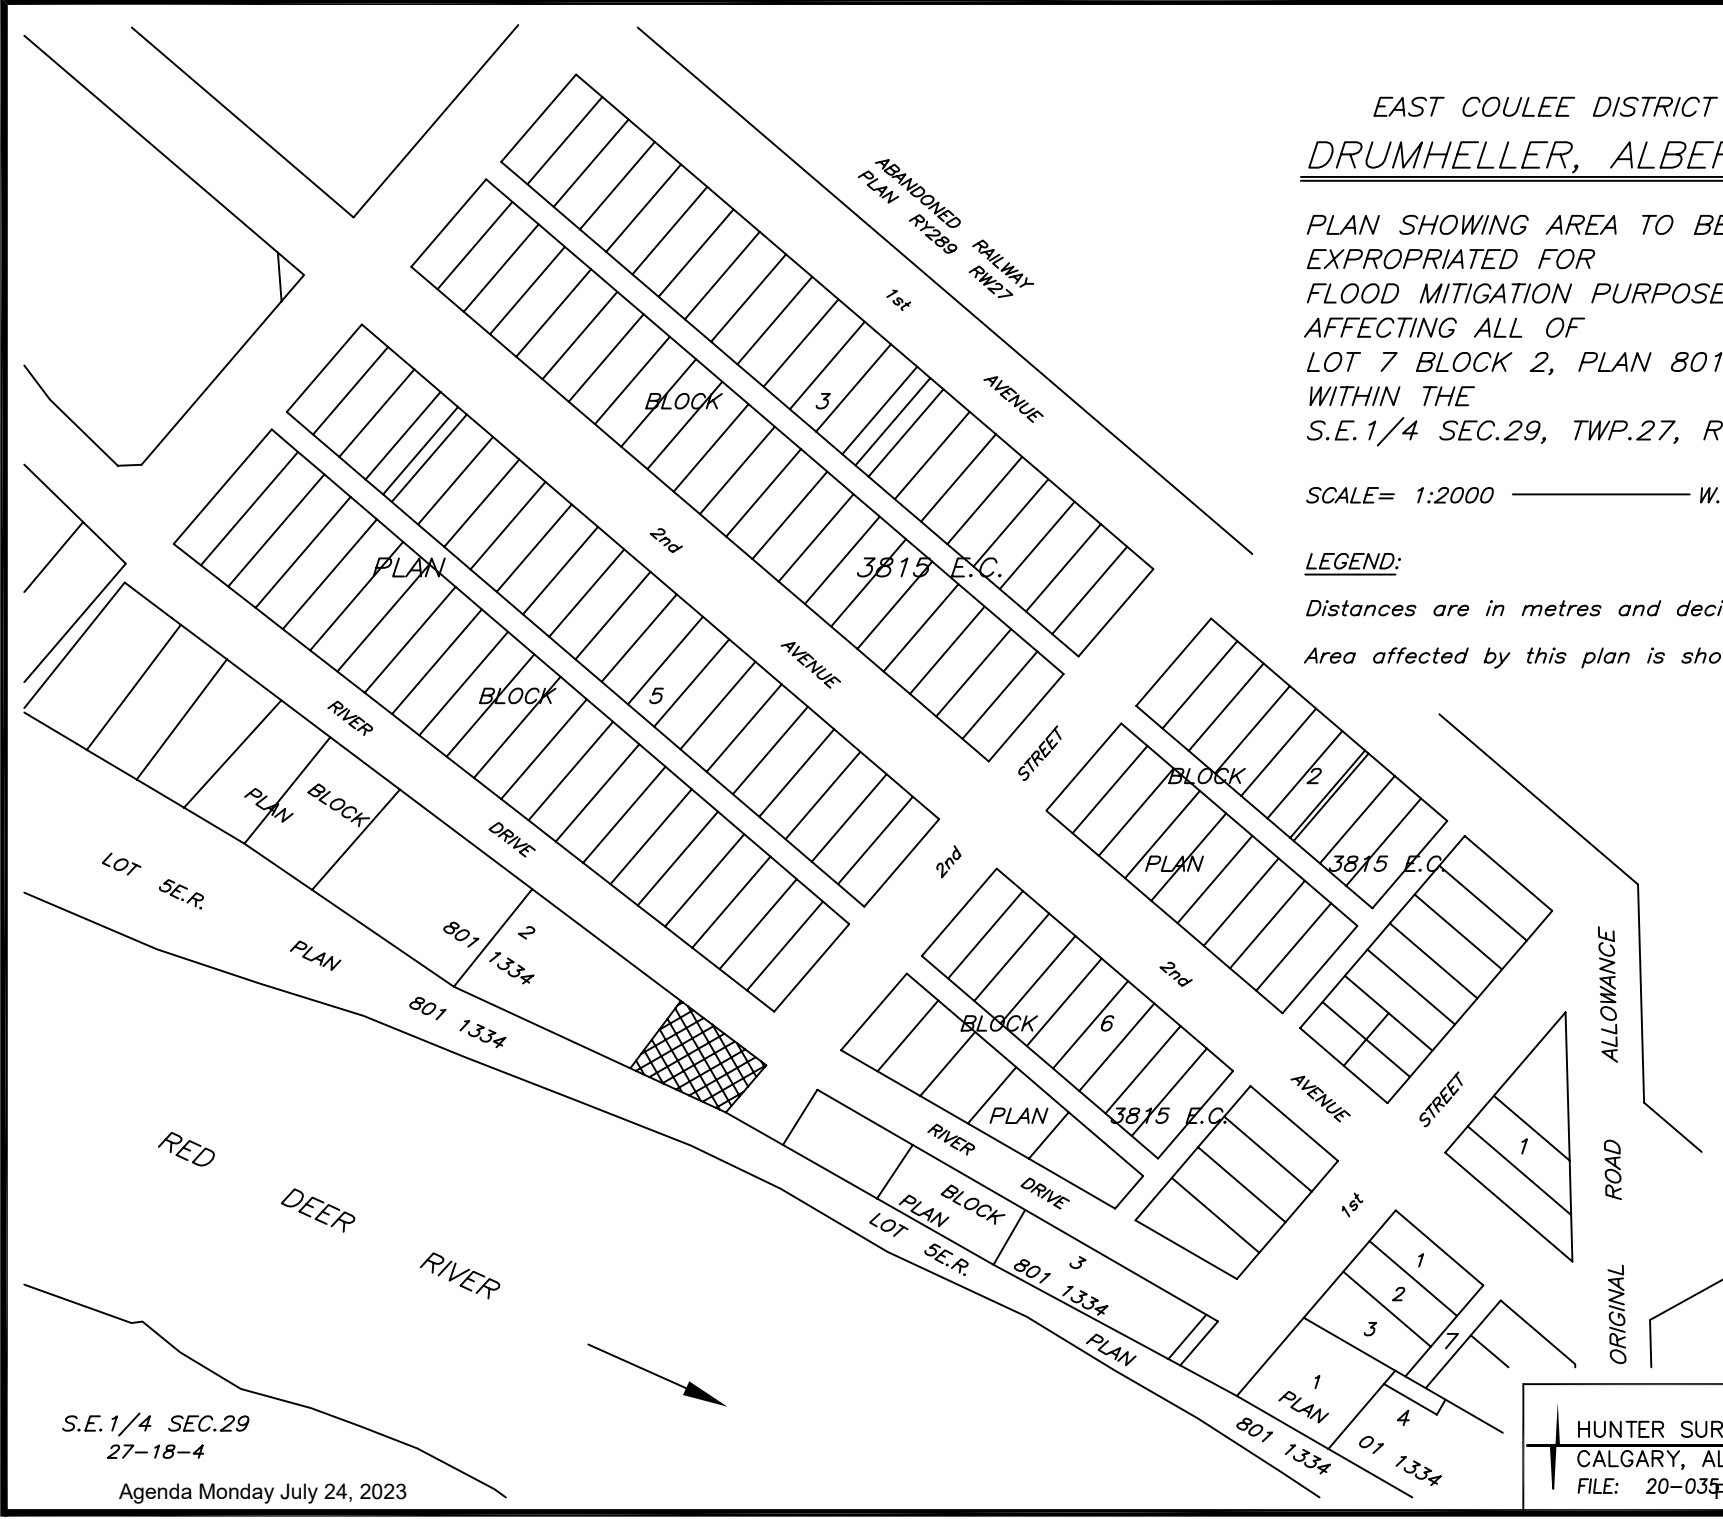 EAST COULEE DISTRICT
DRUMHELLER, ALBER
PLAN SHOWING AREA TO BE
EXPROPRIATED FOR
FLOOD MITIGATION PURPOSE
AFFECTING ALL OF
LOT 7 BLOCK 2, PLAN 801
WITHIN THE
S.E.1/4 SEC.29, TWP.27, R
SCALE= 1:2000 W.
LEGEND:
Distances are in metres and deci
Area affected by this plan is sho
ABANDONED RAILWAY
PLAN RY289 RW27
1st AVENUE
BLOCK 3
2nd AVENUE
PLAN 3815 E.C.
BLOCK 5
RIVER DRIVE
2nd STREET
BLOCK 2
PLAN 3815 E.C.
PLAN 801 1334
BLOCK 2
LOT 5E.R.
PLAN 801 1334
BLOCK 6
PLAN 3815 E.C.
2nd AVENUE
1st STREET
RIVER DRIVE
BLOCK 3
PLAN 801 1334
LOT 5E.R.
PLAN 801 1334
1
1
2
3
7
1
PLAN
4
01 1334
ORIGINAL ROAD ALLOWANCE
RED DEER RIVER
S.E.1/4 SEC.29
27-18-4
Agenda Monday July 24, 2023
HUNTER SUR
CALGARY, AL
FILE: 20-035